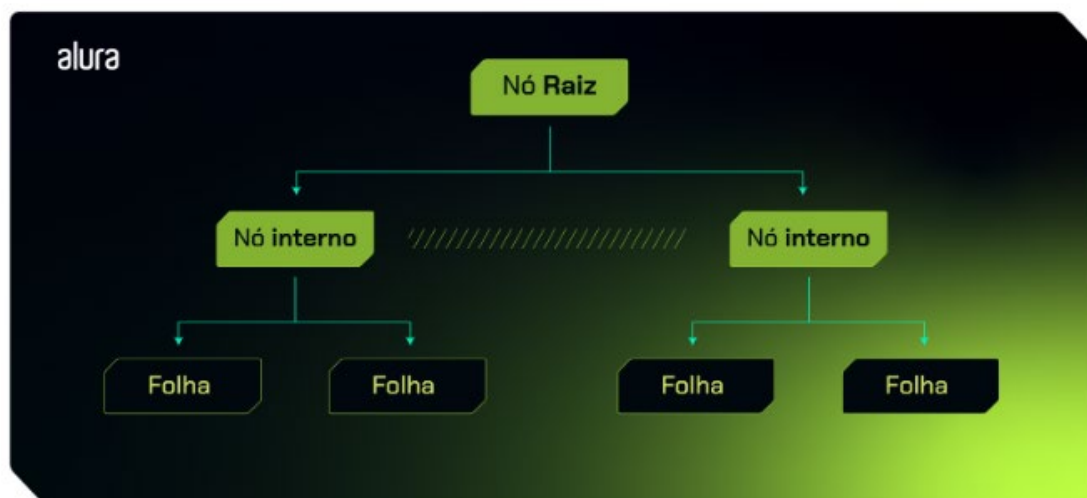 alura
Nó Raiz
Nó interno
Nó interno
Folha
Folha
Folha
Folha